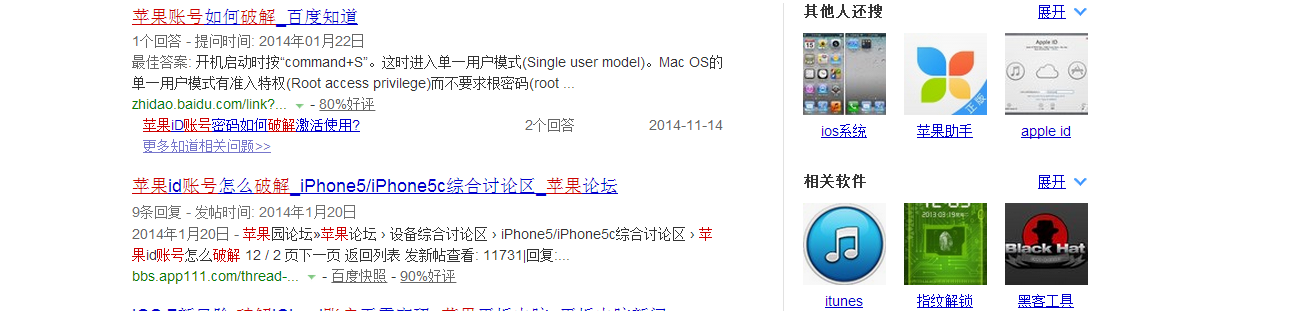 苹果账号如何破解_百度知道
1个回答 - 提问时间: 2014年01月22日
最佳答案: 开机启动时按“command+S”。这时进入单一用户模式(Single user model)。Mac OS的
单一用户模式有准入特权(Root access privilege)而不要求根密码(root ...
zhidao.baidu.com/link?... - 80%好评
苹果iD账号密码如何破解激活使用? 2个回答 2014-11-14
更多知道相关问题>>
苹果id账号怎么破解_iPhone5/iPhone5c综合讨论区_苹果论坛
9条回复 - 发帖时间: 2014年1月20日
2014年1月20日 - 苹果园论坛»苹果论坛 › 设备综合讨论区 › iPhone5/iPhone5c综合讨论区 › 苹
果id账号怎么破解 12 / 2 页下一页 返回列表 发新帖查看: 11731|回复:...
bbs.app111.com/thread-... - 百度快照 - 90%好评
其他人还搜 展开
正版
Apple ID
ios系统 苹果助手 apple id
相关软件 展开
2013-03-19
Black Hat
itunes 指纹解锁 黑客工具